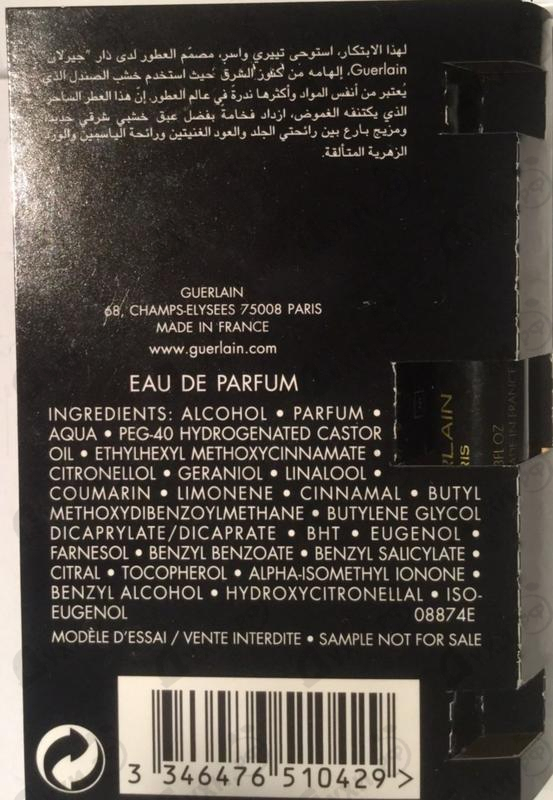 لهذا الابتكار، استوحى تييري واسر، مصمّم العطور لدى دار "جيرلان
Guerlain، إلهامه من كنوز الشرق حيث استخدم خشب الصندل الذي
يُعتبر من أنفس المواد وأكثرها ندرة في عالم العطور. إن هذا العطر الساحر
الذي يكتنفه الغموض، ازداد فخامة بفضل عبق خشبي شرقي جديد
ومزيج بارع بين رائحتي الجلد والعود الغنيتين ورائحة الياسمين والورد
الزهرية المتألقة.
GUERLAIN
68, CHAMPS-ELYSEES 75008 PARIS
MADE IN FRANCE
www.guerlain.com
EAU DE PARFUM
INGREDIENTS: ALCOHOL • PARFUM •
AQUA • PEG-40 HYDROGENATED CASTOR
OIL • ETHYLHEXYL METHOXYCINNAMATE •
CITRONELLOL • GERANIOL • LINALOOL •
COUMARIN • LIMONENE • CINNAMAL • BUTYL
METHOXYDIBENZOYLMETHANE • BUTYLENE GLYCOL
DICAPRYLATE/DICAPRATE • BHT • EUGENOL •
FARNESOL • BENZYL BENZOATE • BENZYL SALICYLATE •
CITRAL • TOCOPHEROL • ALPHA-ISOMETHYL IONONE •
BENZYL ALCOHOL • HYDROXYCITRONELLAL • ISO-
EUGENOL 08874E
MODÈLE D'ESSAI / VENTE INTERDITE • SAMPLE NOT FOR SALE
3 346476 510429 >
RLAIN
RIS
FL OZ
IN FRANCE